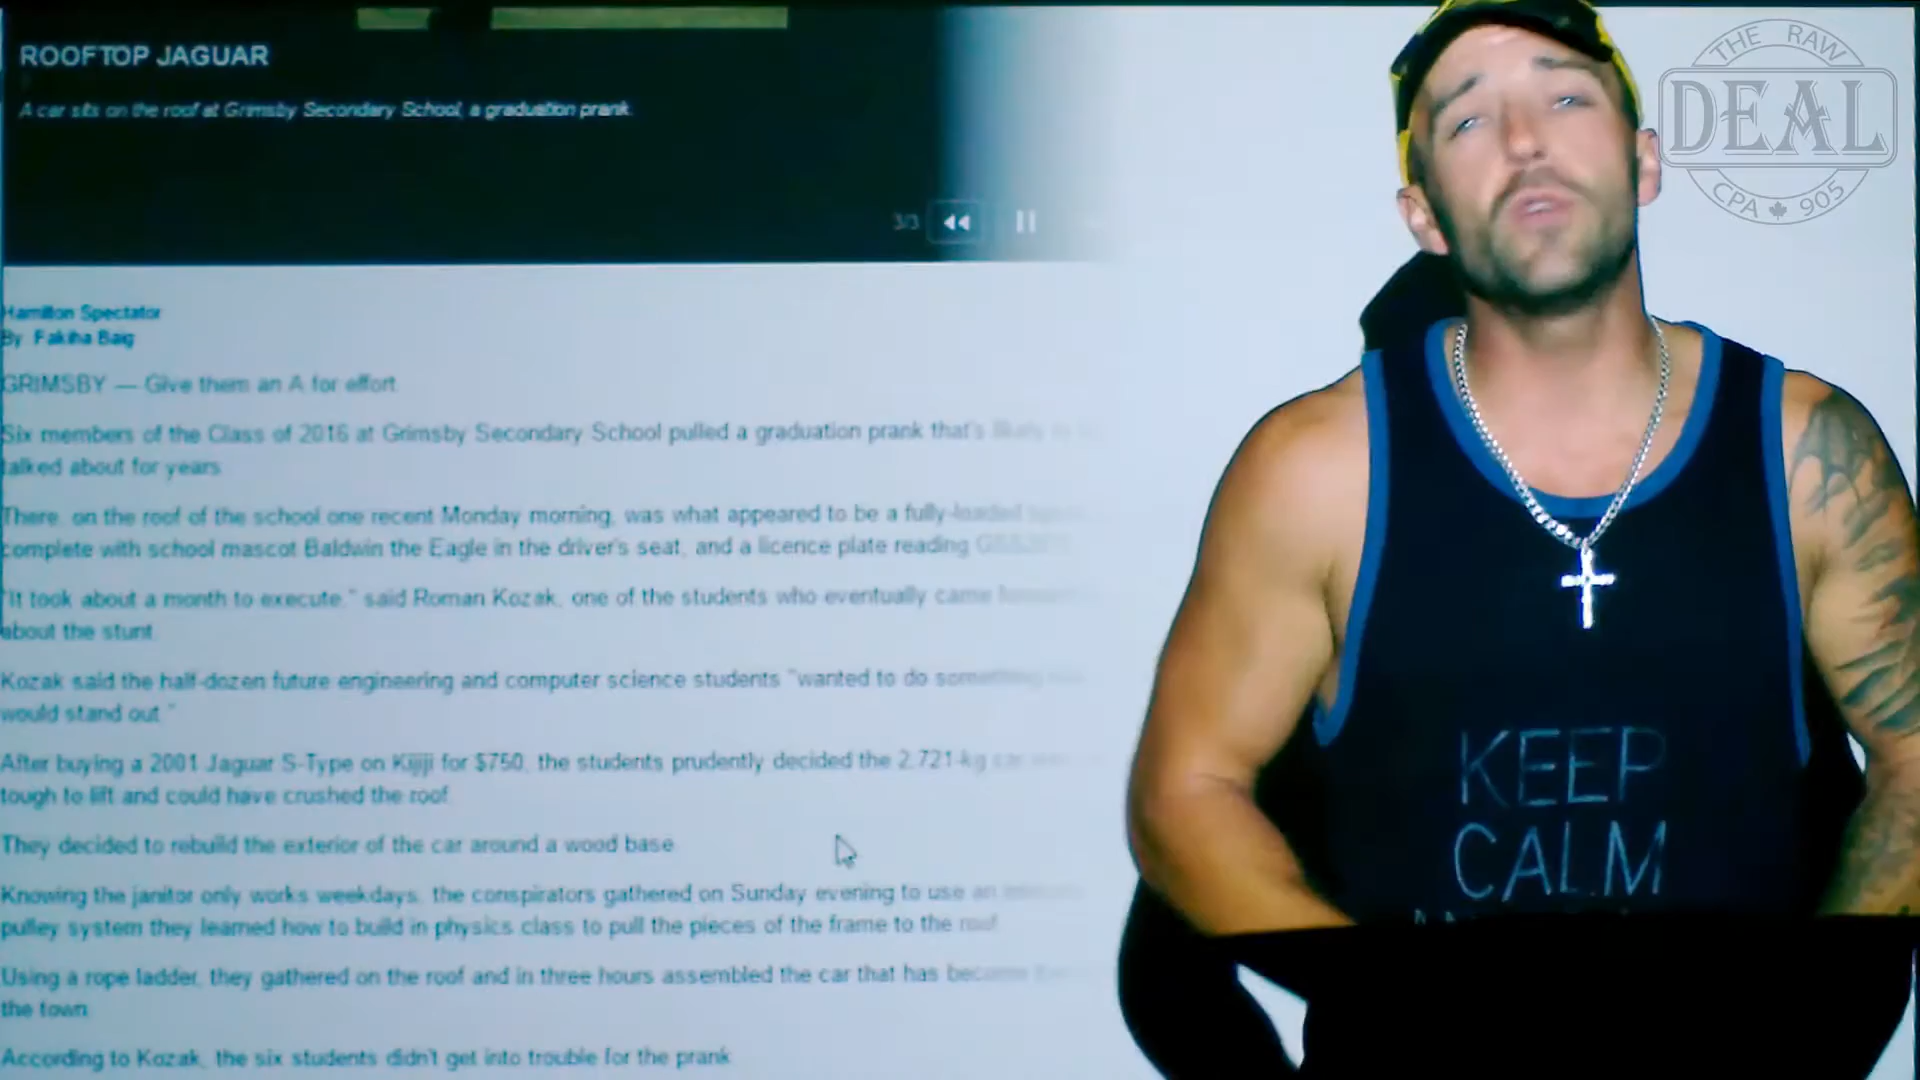 ROOFTOP JAGUAR
A car sits on the roof at Grimsby Secondary School, a graduation prank.
3/3
Hamilton Spectator
By Fakiha Baig
GRIMSBY — Give them an A for effort.
Six members of the Class of 2016 at Grimsby Secondary School pulled a graduation prank that's likely to
talked about for years.
There, on the roof of the school one recent Monday morning, was what appeared to be a fully-loaded
complete with school mascot Baldwin the Eagle in the driver's seat, and a licence plate reading
"It took about a month to execute," said Roman Kozak, one of the students who eventually came
about the stunt.
Kozak said the half-dozen future engineering and computer science students "wanted to do something
would stand out."
After buying a 2001 Jaguar S-Type on Kijiji for $750, the students prudently decided the 2,721-kg car
tough to lift and could have crushed the roof.
They decided to rebuild the exterior of the car around a wood base.
Knowing the janitor only works weekdays, the conspirators gathered on Sunday evening to use an
pulley system they learned how to build in physics class to pull the pieces of the frame to the roof.
Using a rope ladder, they gathered on the roof and in three hours assembled the car that has become
the town.
According to Kozak, the six students didn't get into trouble for the prank.
THE RAW
DEAL
CPA 905
KEEP
CALM